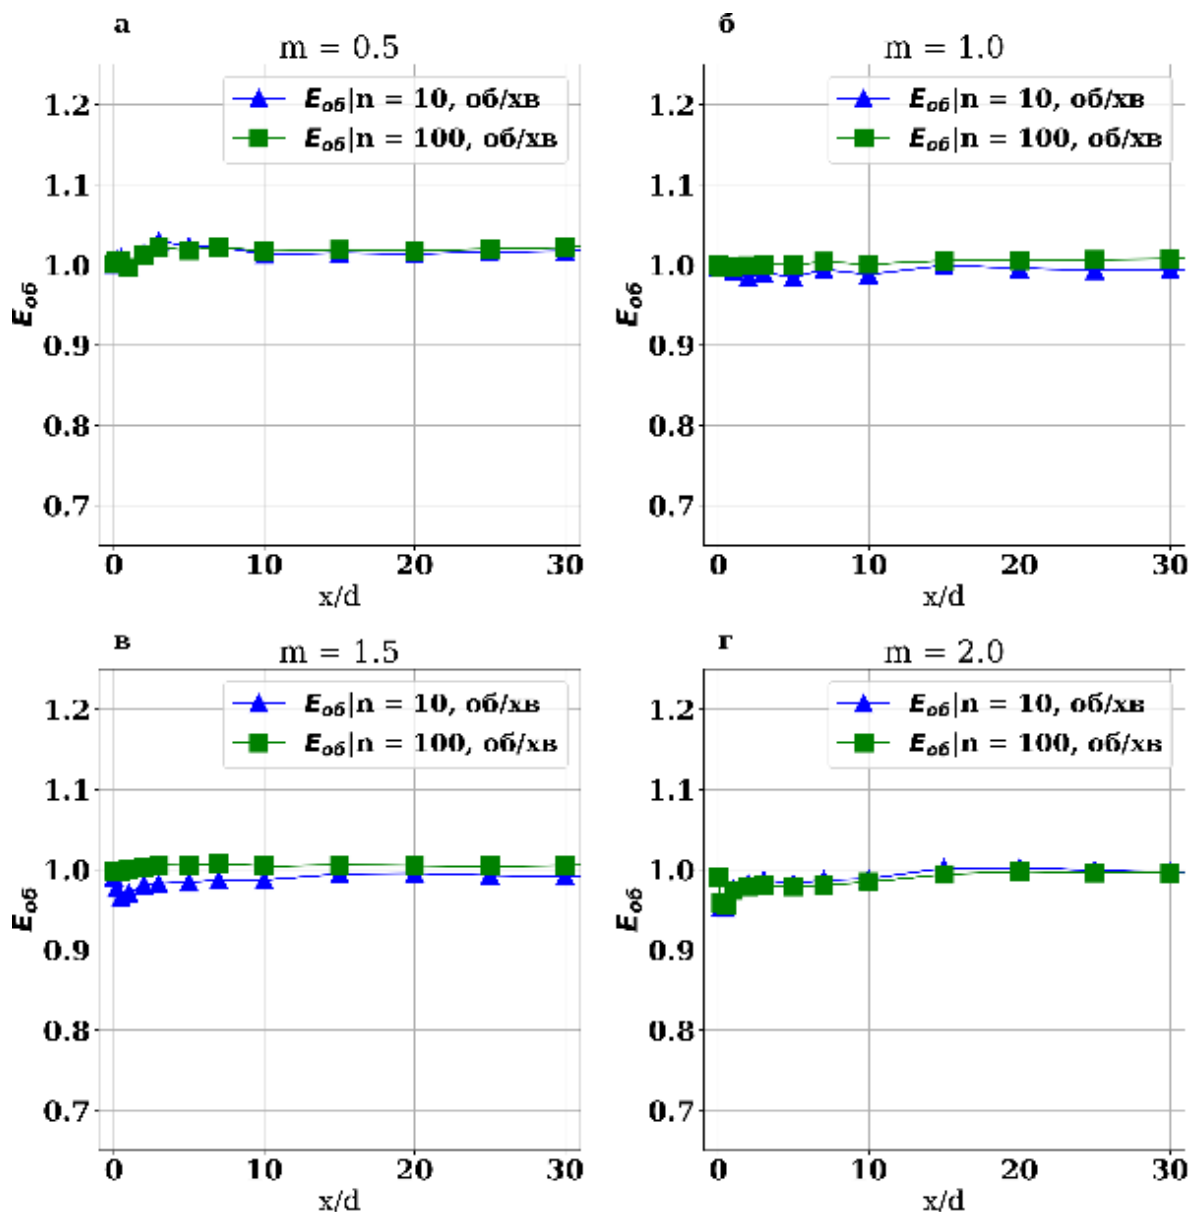 а
m = 0.5
E_об|n = 10, об/хв
E_об|n = 100, об/хв
1.2
1.1
1.0
0.9
0.8
0.7
E_об
0 10 20 30
x/d
б
m = 1.0
E_об|n = 10, об/хв
E_об|n = 100, об/хв
1.2
1.1
1.0
0.9
0.8
0.7
E_об
0 10 20 30
x/d
в
m = 1.5
E_об|n = 10, об/хв
E_об|n = 100, об/хв
1.2
1.1
1.0
0.9
0.8
0.7
E_об
0 10 20 30
x/d
г
m = 2.0
E_об|n = 10, об/хв
E_об|n = 100, об/хв
1.2
1.1
1.0
0.9
0.8
0.7
E_об
0 10 20 30
x/d